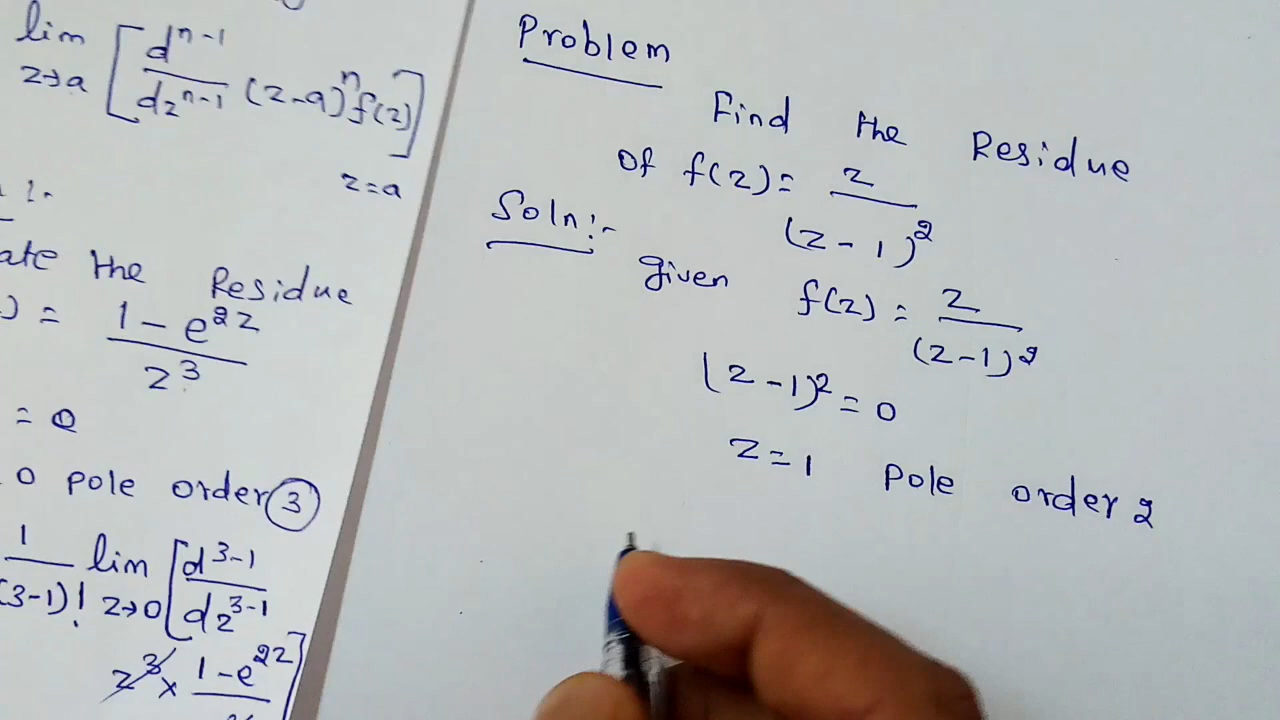 lim
z→a [d^n-1/dz^n-1 (z-a)^n f(z)]
z=a
ate the Residue
) = 1-e^2z/z^3
= 0
0 pole order 3
1/(3-1)! lim z→0 [d^3-1/dz^3-1
z^3 × 1-e^2z]
Problem
Find the Residue
of f(z)= z/(z-1)^2
Soln:-
given f(z)= z/(z-1)^2
(z-1)^2=0
z=1 pole order 2